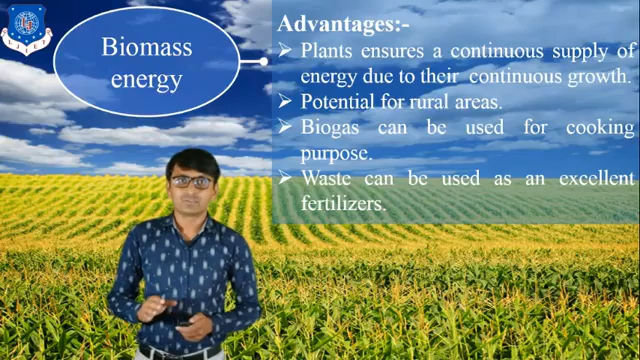 Biomass
energy
Advantages:-
➢ Plants ensures a continuous supply of
energy due to their continuous growth.
➢ Potential for rural areas.
➢ Biogas can be used for cooking
purpose.
➢ Waste can be used as an excellent
fertilizers.